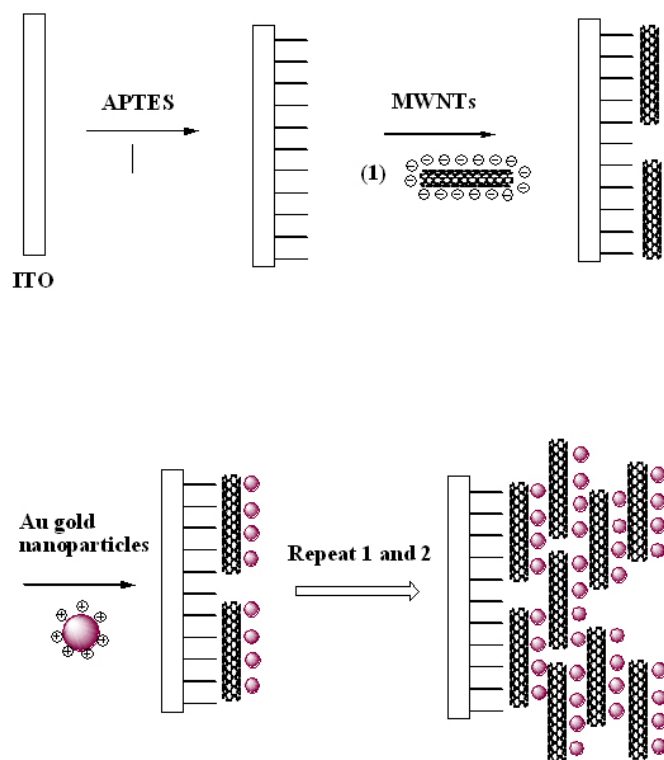 APTES
MWNTs
(1)
ITO
Au gold
nanoparticles
Repeat 1 and 2